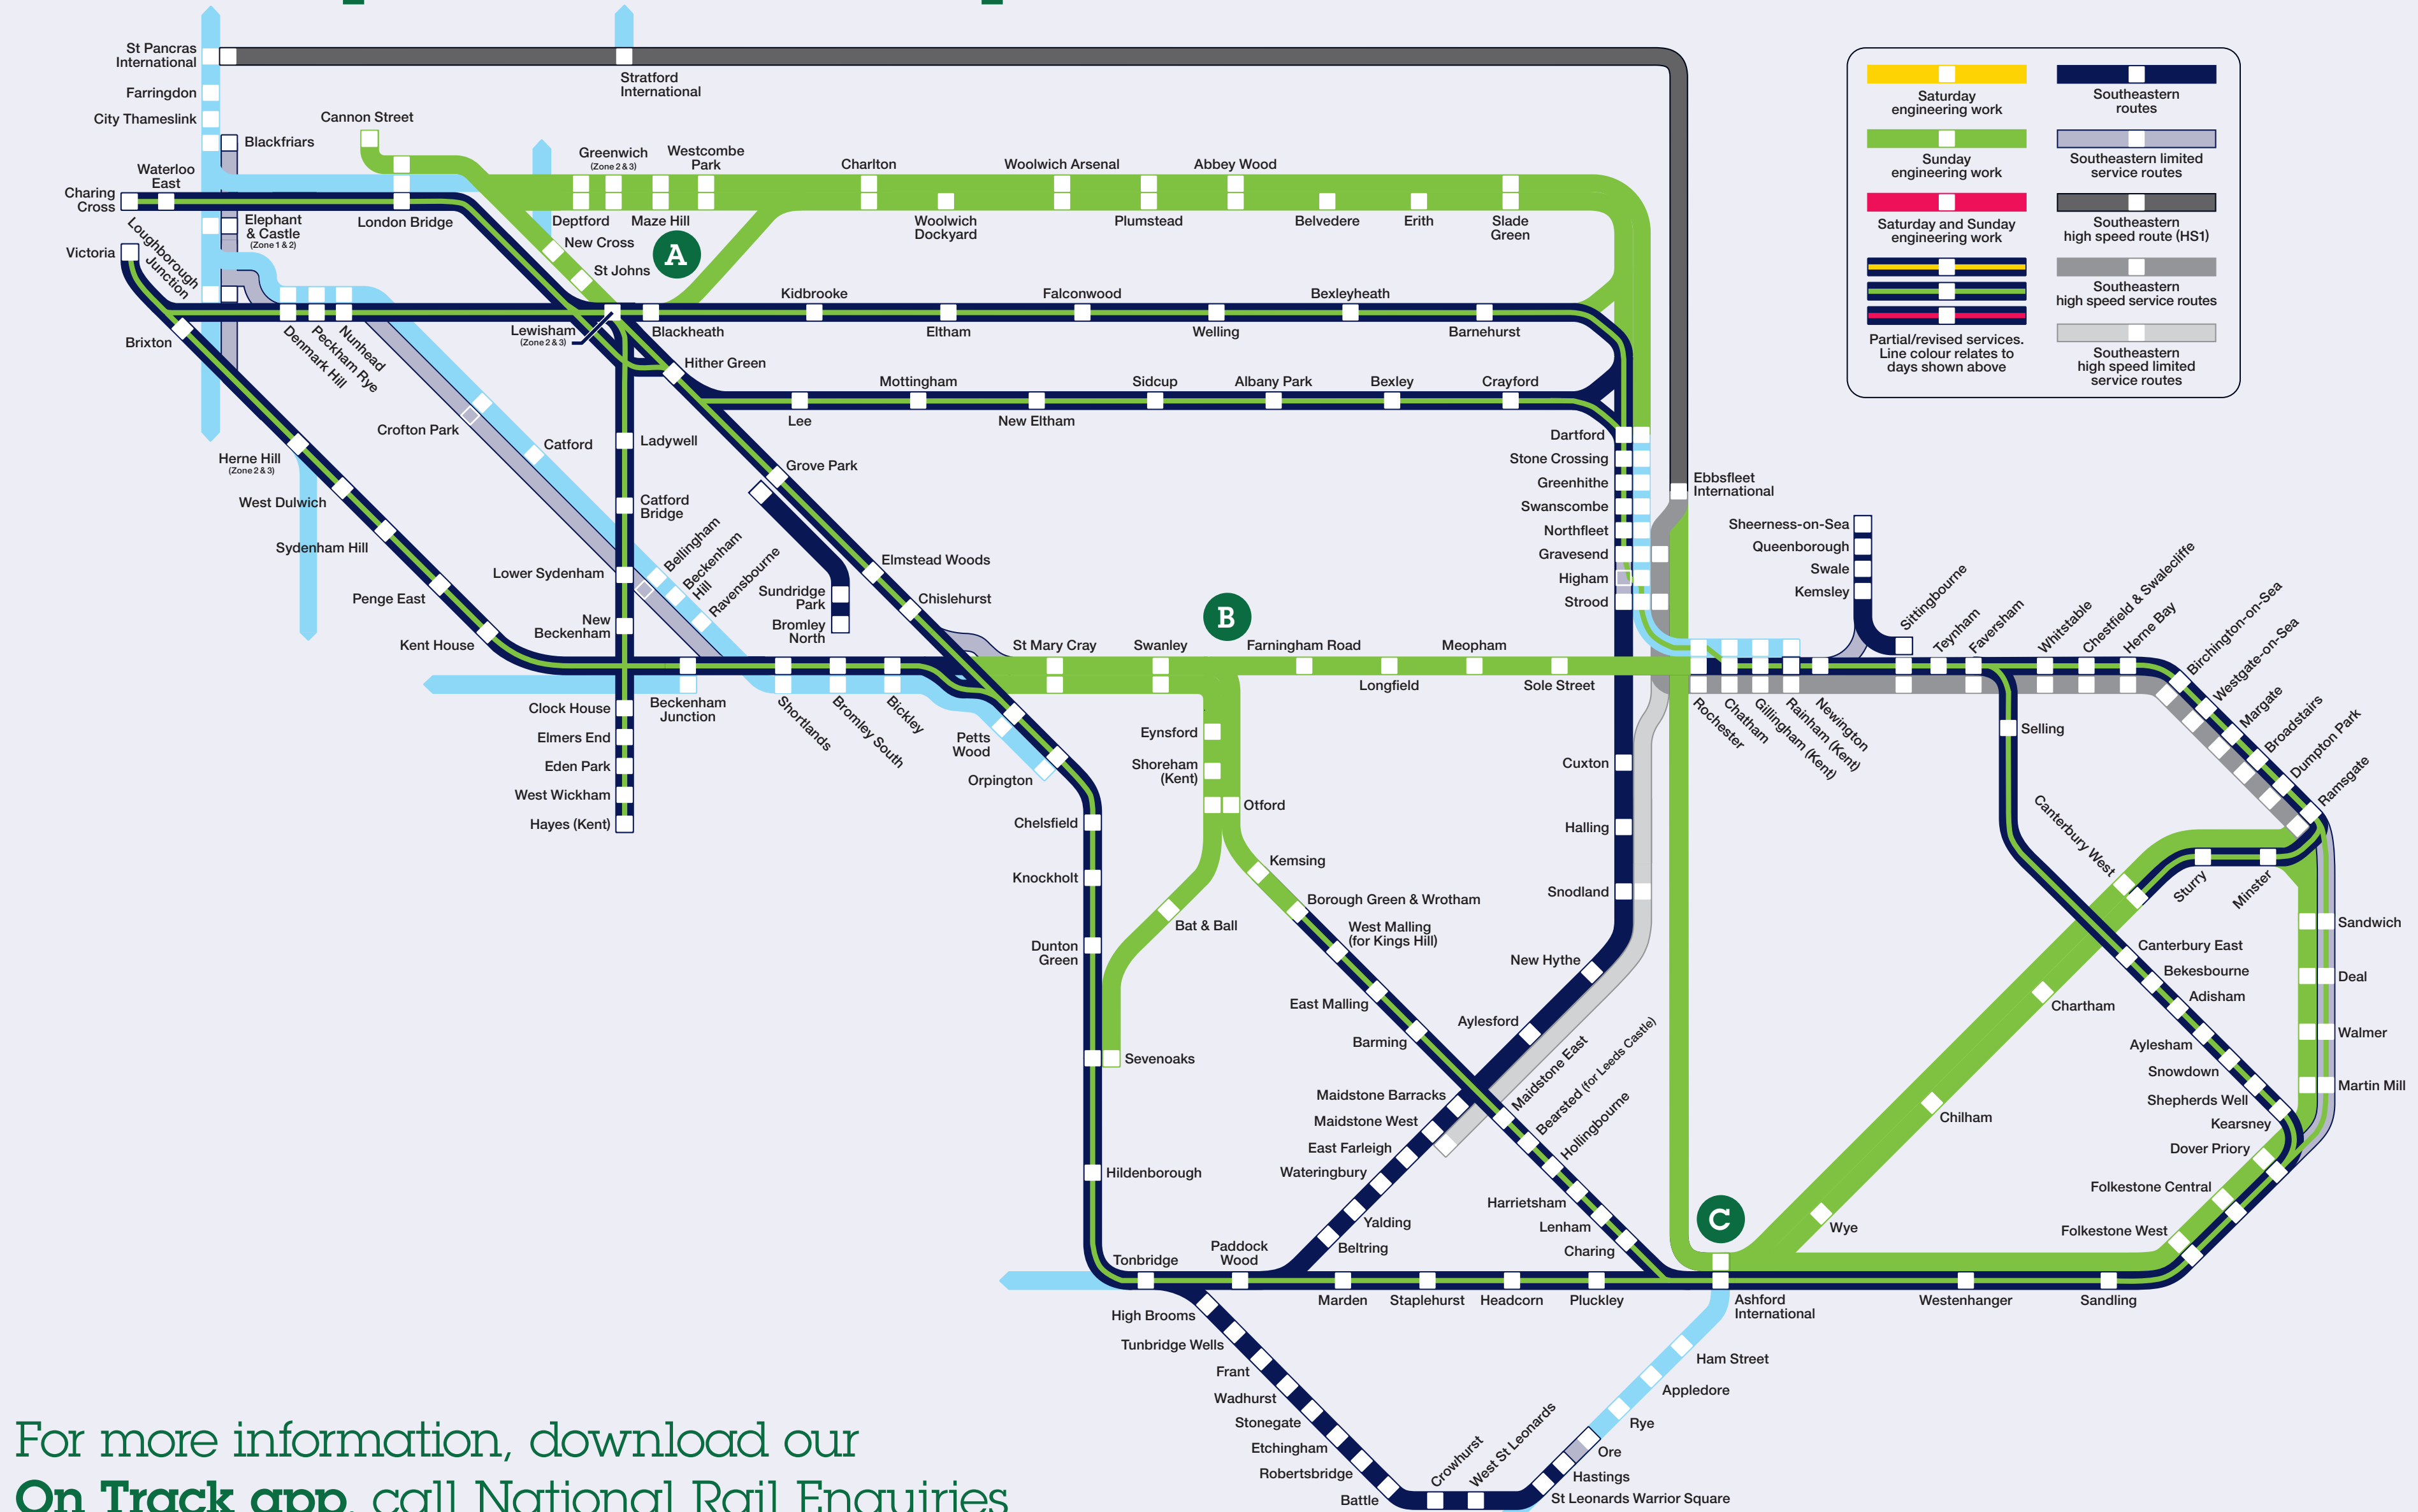 St Pancras
International
Farringdon
City Thameslink
Blackfriars
Stratford
International
Cannon Street
Waterloo
East
Charing
Cross
Victoria
Elephant
& Castle
(Zone 1 & 2)
Loughborough
Junction
London Bridge
Greenwich
(Zone 2 & 3)
Westcombe
Park
Deptford
Maze Hill
Charlton
Woolwich
Dockyard
Woolwich Arsenal
Plumstead
Abbey Wood
Belvedere
Erith
Slade
Green
New Cross
St Johns
A
Lewisham
(Zone 2 & 3)
Blackheath
Kidbrooke
Eltham
Falconwood
Welling
Bexleyheath
Barnehurst
Brixton
Denmark Hill
Peckham Rye
Nunhead
Hither Green
Lee
Mottingham
New Eltham
Sidcup
Albany Park
Bexley
Crayford
Crofton Park
Catford
Herne Hill
(Zone 2 & 3)
West Dulwich
Sydenham Hill
Penge East
Kent House
Ladywell
Catford
Bridge
Lower Sydenham
New
Beckenham
Bellingham
Beckenham
Hill
Ravensbourne
Grove Park
Sundridge
Park
Bromley
North
Elmstead Woods
Chislehurst
Clock House
Elmers End
Eden Park
West Wickham
Hayes (Kent)
Beckenham
Junction
Shortlands
Bromley South
Bickley
Petts
Wood
Orpington
St Mary Cray
Swanley
B
Farningham Road
Longfield
Meopham
Sole Street
Dartford
Stone Crossing
Greenhithe
Swanscombe
Northfleet
Gravesend
Higham
Strood
Ebbsfleet
International
Sheerness-on-Sea
Queenborough
Swale
Kemsley
Sittingbourne
Teynham
Faversham
Whitstable
Chestfield & Swalecliffe
Herne Bay
Birchington-on-Sea
Westgate-on-Sea
Margate
Broadstairs
Dumpton Park
Ramsgate
Rochester
Chatham
Gillingham (Kent)
Rainham (Kent)
Newington
Selling
Eynsford
Shoreham
(Kent)
Otford
Kemsing
Bat & Ball
Borough Green & Wrotham
West Malling
(for Kings Hill)
East Malling
Barming
Maidstone East
Bearsted (for Leeds Castle)
Hollingbourne
Harrietsham
Lenham
Charing
Chelsfield
Knockholt
Dunton
Green
Sevenoaks
Hildenborough
Cuxton
Halling
Snodland
New Hythe
Aylesford
Maidstone Barracks
Maidstone West
East Farleigh
Wateringbury
Yalding
Beltring
Canterbury West
Sturry
Minster
Sandwich
Deal
Walmer
Martin Mill
Canterbury East
Bekesbourne
Adisham
Aylesham
Snowdown
Shepherds Well
Kearsney
Dover Priory
Folkestone Central
Folkestone West
Chartham
Chilham
Wye
C
Tonbridge
Paddock
Wood
Marden
Staplehurst
Headcorn
Pluckley
Ashford
International
Westenhanger
Sandling
High Brooms
Tunbridge Wells
Frant
Wadhurst
Stonegate
Etchingham
Robertsbridge
Battle
Crowhurst
West St Leonards
St Leonards Warrior Square
Hastings
Ore
Rye
Appledore
Ham Street
Saturday
engineering work
Sunday
engineering work
Saturday and Sunday
engineering work
Partial/revised services.
Line colour relates to
days shown above
Southeastern
routes
Southeastern limited
service routes
Southeastern
high speed route (HS1)
Southeastern
high speed service routes
Southeastern
high speed limited
service routes
For more information, download our
On Track app, call National Rail Enquiries